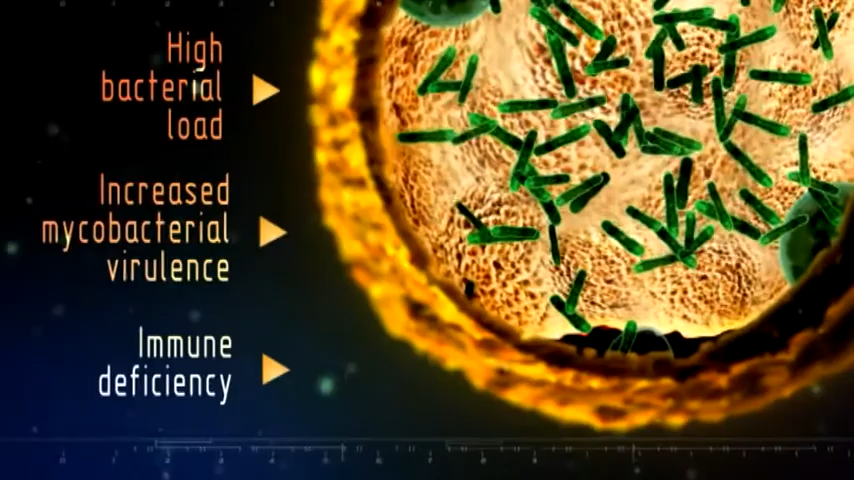 High
bacterial
load
Increased
mycobacterial
virulence
Immune
deficiency